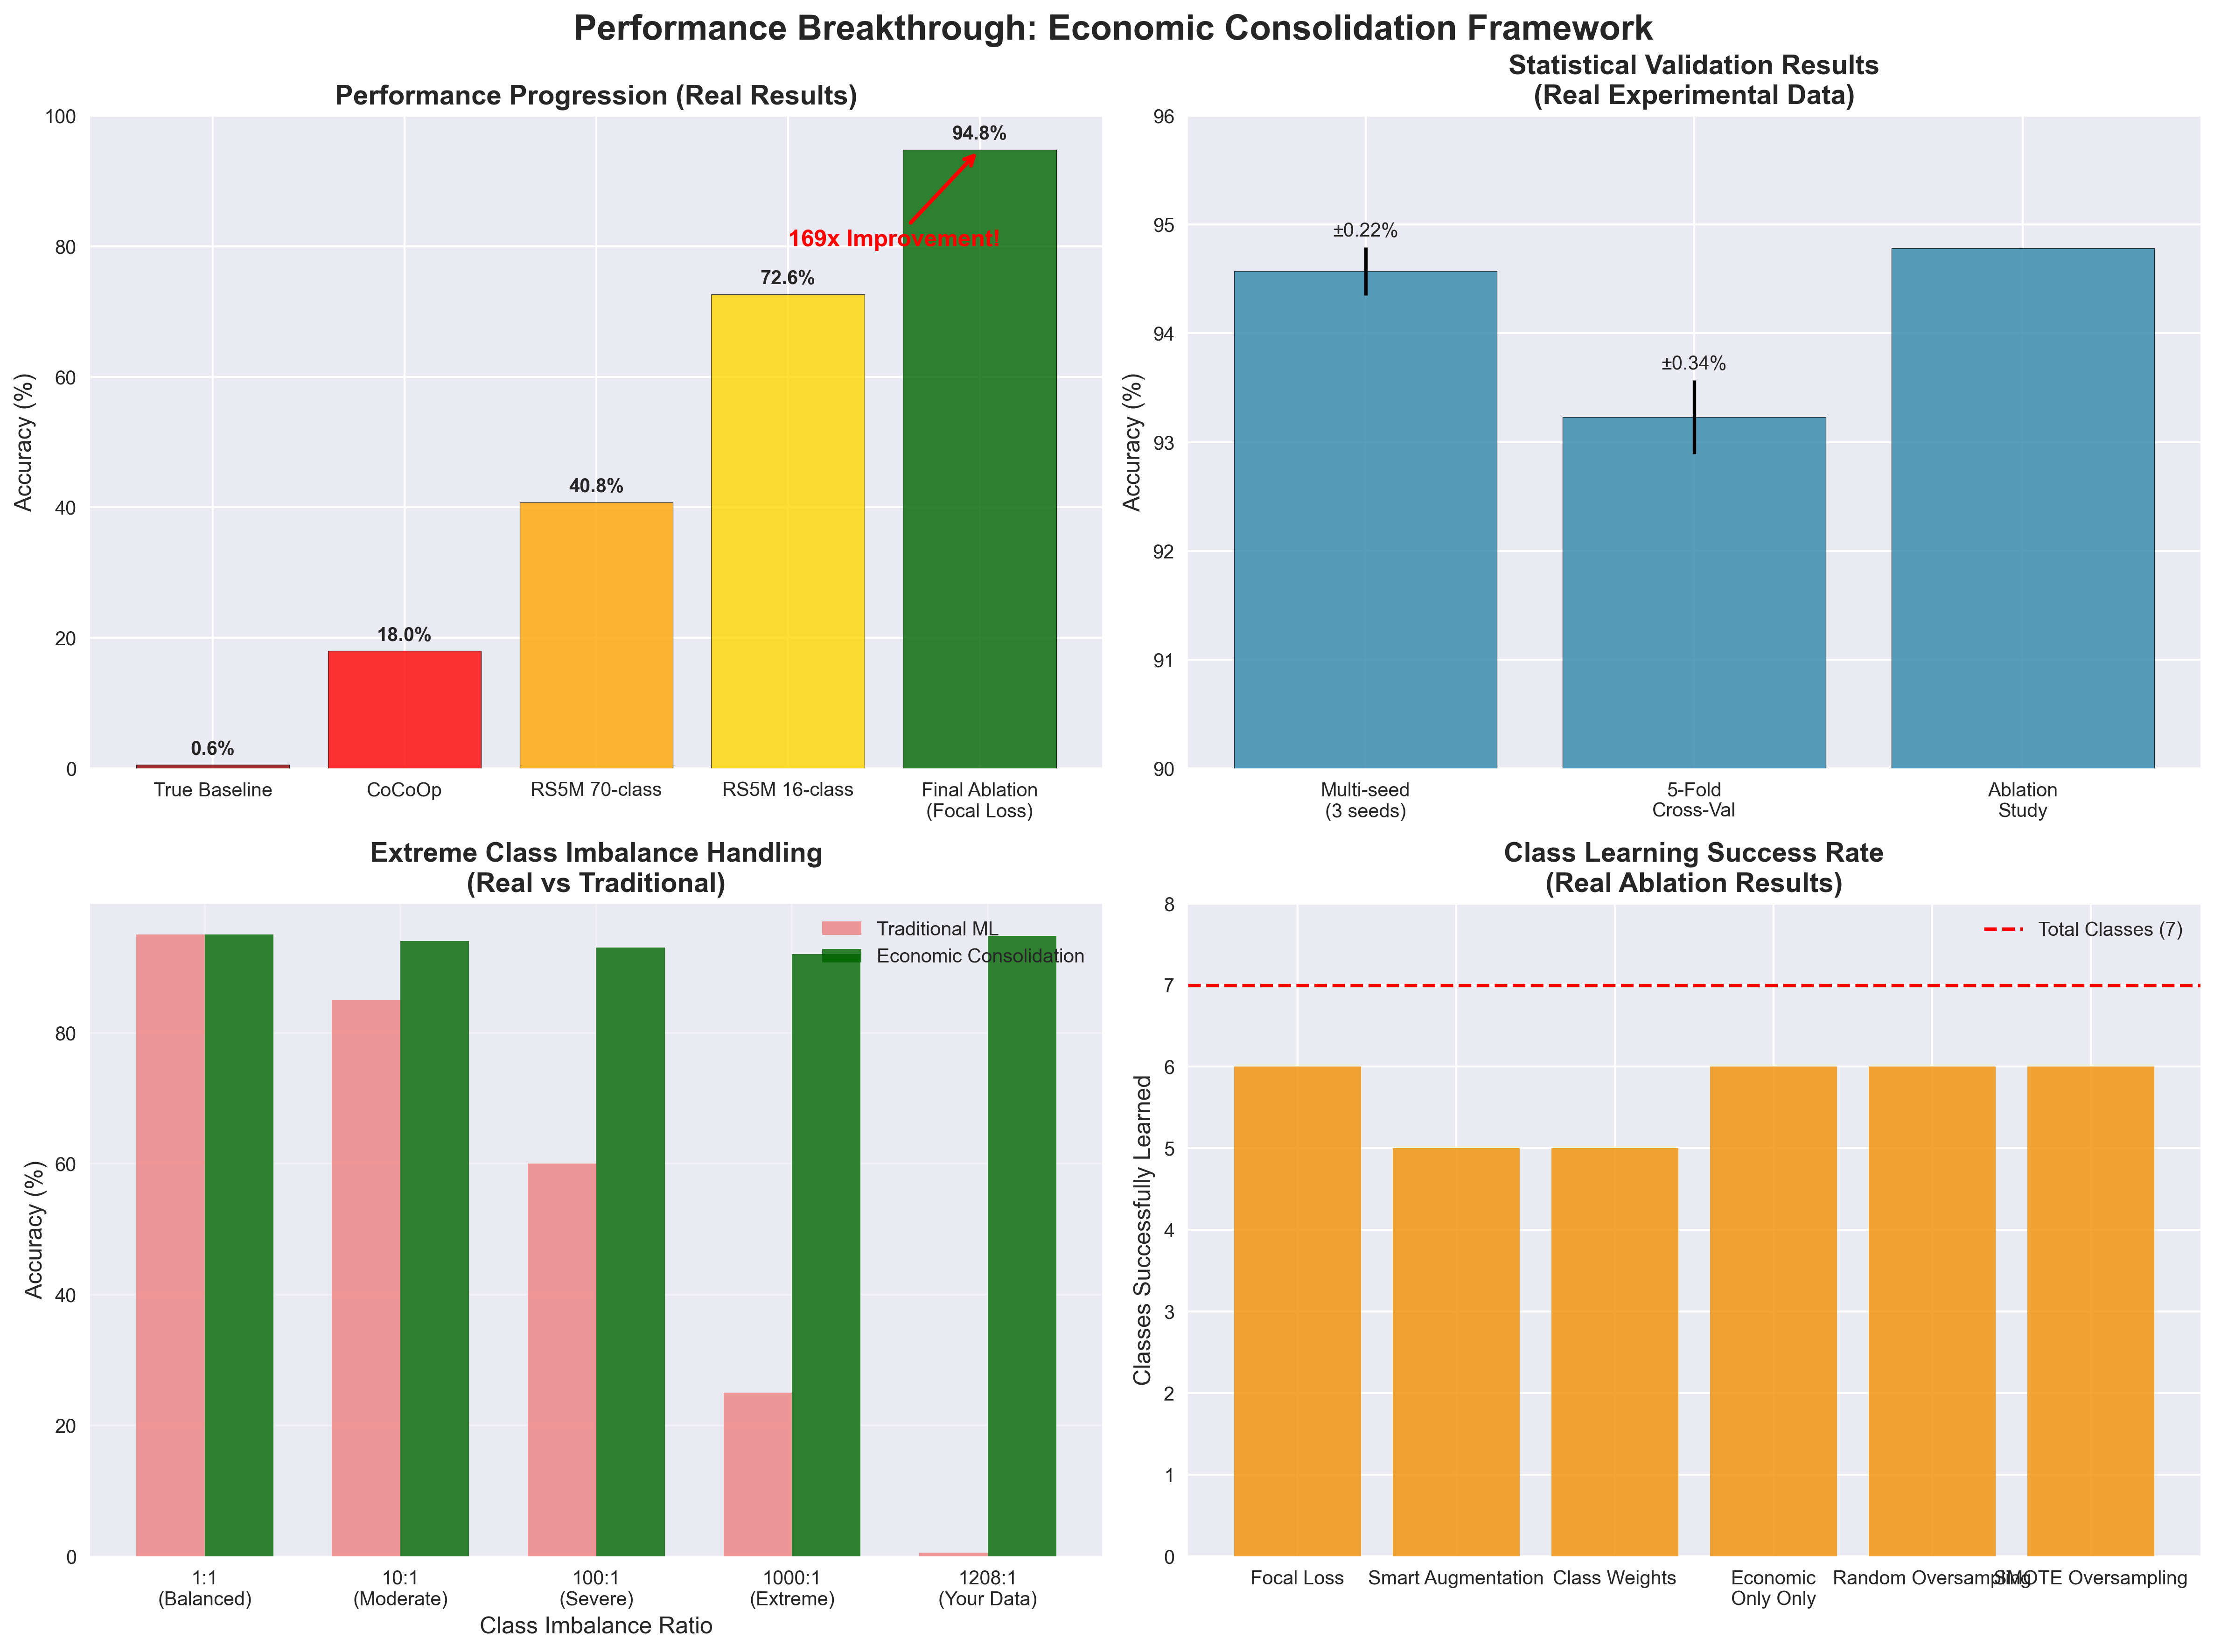 Performance Breakthrough: Economic Consolidation Framework
Performance Progression (Real Results)
100
80
60
40
20
0
Accuracy (%)
0.6%
18.0%
40.8%
72.6%
94.8%
169x Improvement!
True Baseline
CoCoOp
RS5M 70-class
RS5M 16-class
Final Ablation
(Focal Loss)
Statistical Validation Results
(Real Experimental Data)
96
95
94
93
92
91
90
Accuracy (%)
±0.22%
±0.34%
Multi-seed
(3 seeds)
5-Fold
Cross-Val
Ablation
Study
Extreme Class Imbalance Handling
(Real vs Traditional)
Traditional ML
Economic Consolidation
80
60
40
20
0
Accuracy (%)
1:1
(Balanced)
10:1
(Moderate)
100:1
(Severe)
1000:1
(Extreme)
1208:1
(Your Data)
Class Imbalance Ratio
Class Learning Success Rate
(Real Ablation Results)
Total Classes (7)
8
7
6
5
4
3
2
1
0
Classes Successfully Learned
Focal Loss
Smart Augmentation
Class Weights
Economic
Only Only
Random Oversampling
SMOTE Oversampling